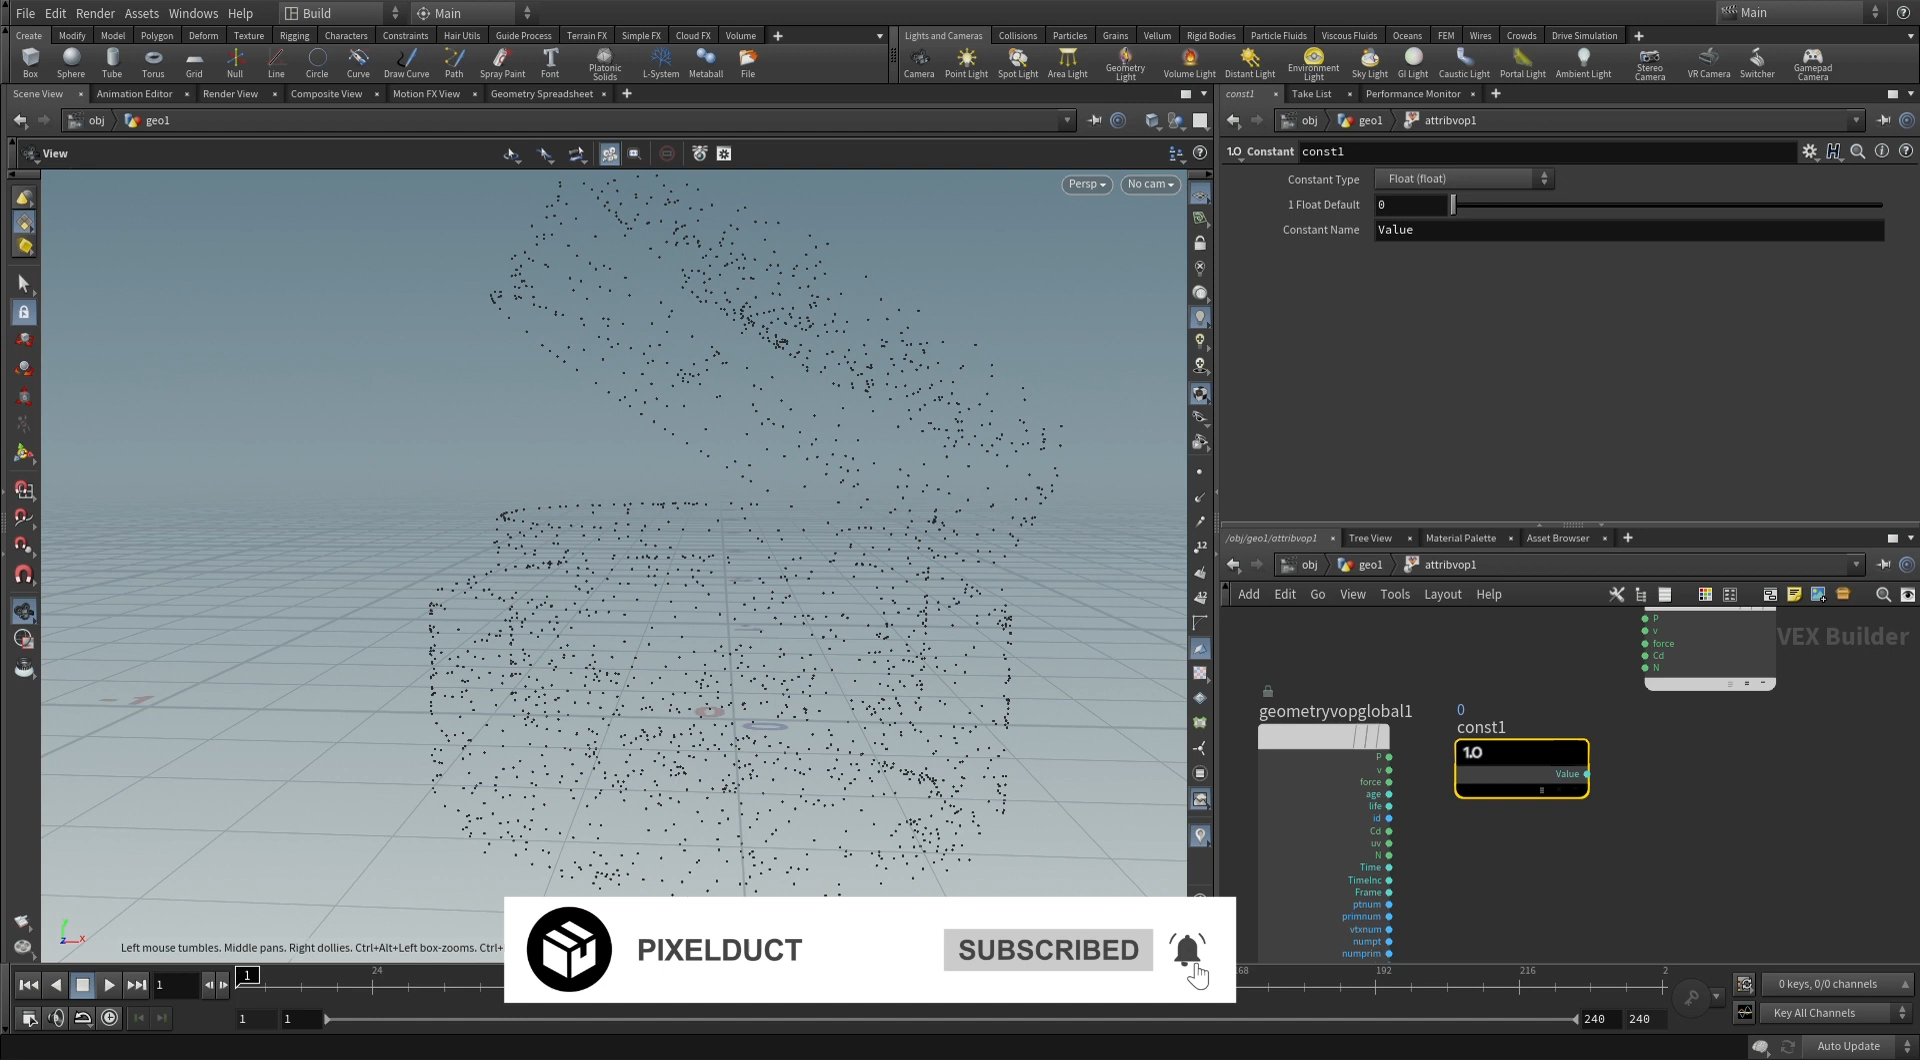 File Edit Render Assets Windows Help Build Main Main
Create Modify Model Polygon Deform Texture Rigging Characters Constraints Hair Utils Guide Process Terrain FX Simple FX Cloud FX Volume
Lights and Cameras Collisions Particles Grains Vellum Rigid Bodies Particle Fluids Viscous Fluids Oceans FEM Wires Crowds Drive Simulation
Box Sphere Tube Torus Grid Null Line Circle Curve Draw Curve Path Spray Paint Font Platonic Solids L-System Metaball File
Camera Point Light Spot Light Area Light Geometry Light Volume Light Distant Light Environment Light Sky Light GI Light Caustic Light Portal Light Ambient Light Stereo Camera VR Camera Switcher Gamepad Camera
Scene View Animation Editor Render View Composite View Motion FX View Geometry Spreadsheet
const1 Take List Performance Monitor
obj geo1
obj geo1 attribvop1
View
1.0 Constant const1
Persp No cam
Constant Type Float (float)
1 Float Default 0
Constant Name Value
/obj/geo1/attribvop1 Tree View Material Palette Asset Browser
obj geo1 attribvop1
Add Edit Go View Tools Layout Help
VEX Builder
P
v
force
Cd
N
geometryvopglobal1
0
const1
1.0
Value
P
v
force
age
life
id
Cd
uv
N
Time
TimeInc
Frame
ptnum
primnum
vtxnum
numpt
numprim
12
12
z x
Left mouse tumbles. Middle pans. Right dollies. Ctrl+Alt+Left box-zooms. Ctrl+
PIXELDUCT SUBSCRIBED
1 1 24 168 192 216 2
0 keys, 0/0 channels
1 1 240 240
Key All Channels
Auto Update